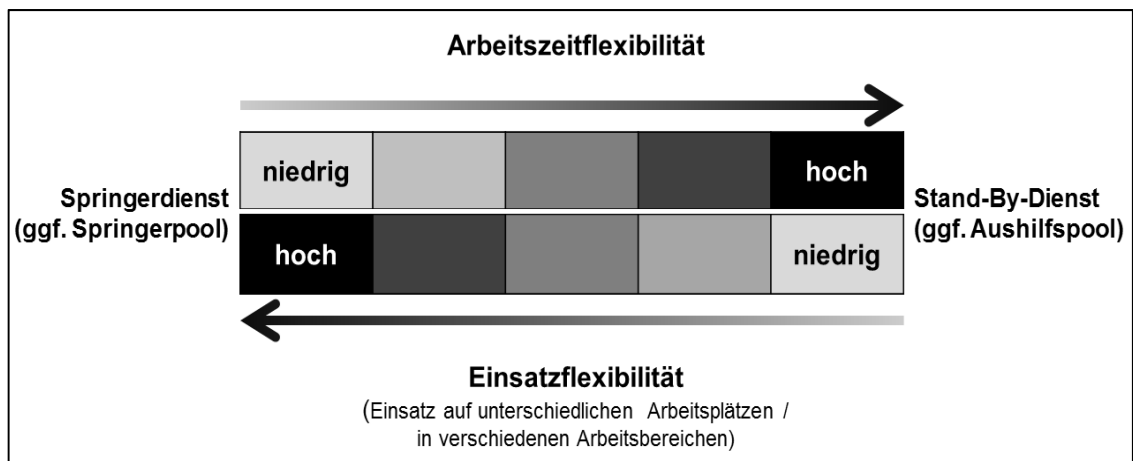 Arbeitszeitflexibilität
niedrig
hoch
Springerdienst
(ggf. Springerpool)
Stand-By-Dienst
(ggf. Aushilfspool)
hoch
niedrig
Einsatzflexibilität
(Einsatz auf unterschiedlichen Arbeitsplätzen /
in verschiedenen Arbeitsbereichen)